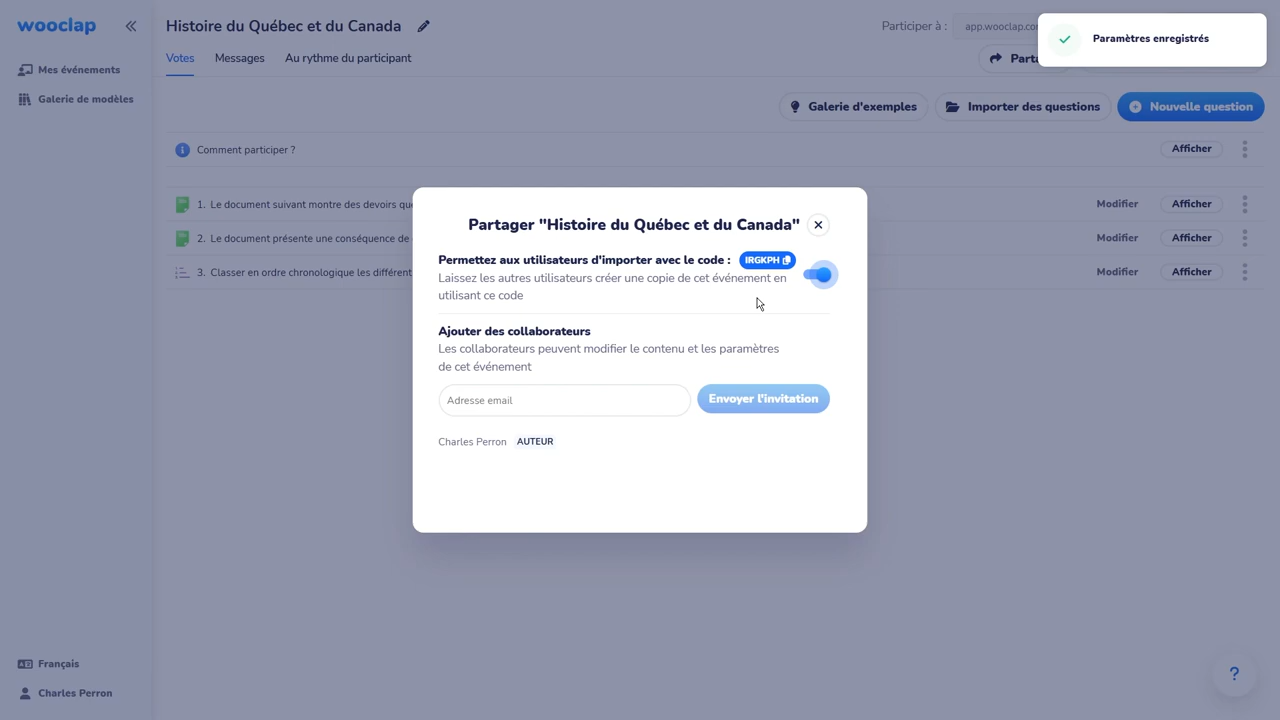 wooclap
Mes événements
Galerie de modèles
Français
Charles Perron
Histoire du Québec et du Canada
Participer à :
app.wooclap.co
Paramètres enregistrés
Votes
Messages
Au rythme du participant
Galerie d'exemples
Importer des questions
Nouvelle question
Comment participer ?
Afficher
1. Le document suivant montre des devoirs
Modifier
Afficher
2. Le document présente une conséquence de
Modifier
Afficher
3. Classer en ordre chronologique les différent
Modifier
Afficher
Partager "Histoire du Québec et du Canada"
Permettez aux utilisateurs d'importer avec le code :
IRGKPH
Laissez les autres utilisateurs créer une copie de cet événement en
utilisant ce code
Ajouter des collaborateurs
Les collaborateurs peuvent modifier le contenu et les paramètres
de cet événement
Adresse email
Envoyer l'invitation
Charles Perron AUTEUR
?